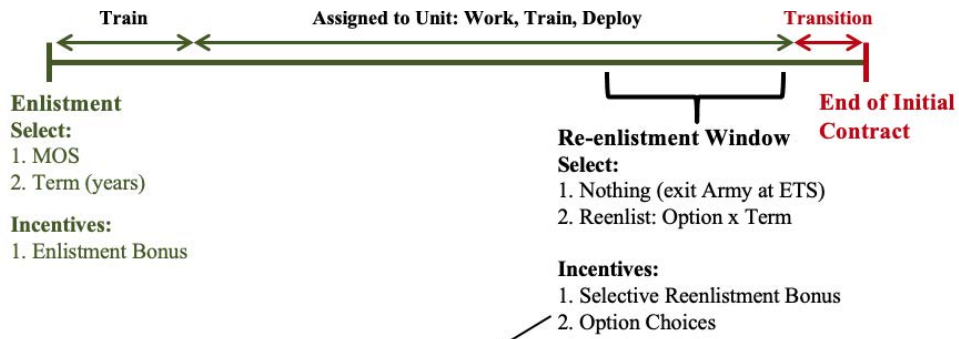 Train
Assigned to Unit: Work, Train, Deploy
Transition
Enlistment
Select:
1. MOS
2. Term (years)
Incentives:
1. Enlistment Bonus
Re-enlistment Window
Select:
1. Nothing (exit Army at ETS)
2. Reenlist: Option x Term
Incentives:
1. Selective Reenlistment Bonus
2. Option Choices
End of Initial
Contract